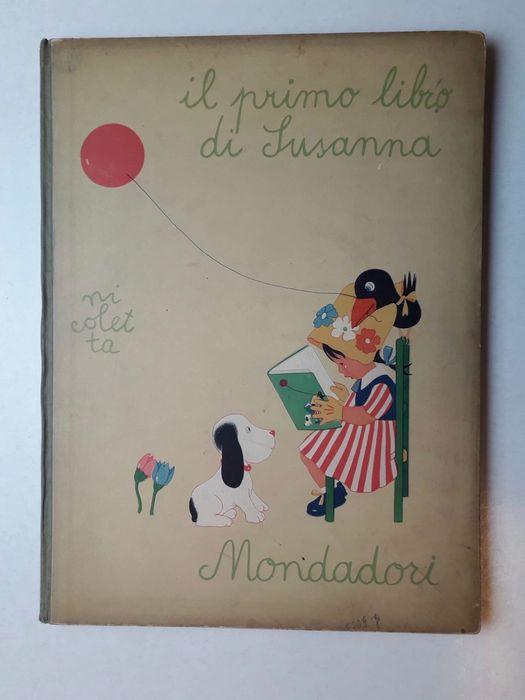 il primo libro
di Susanna
ni
colet
ta
Mondadori